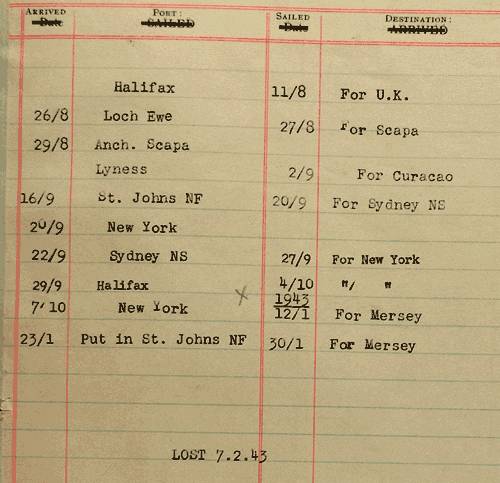 ARRIVED PORT: SAILED DESTINATION:
Date SAILED Date ARRIVED
Halifax 11/8 For U.K.
26/8 Loch Ewe 27/8 For Scapa
29/8 Anch. Scapa
Lyness 2/9 For Curacao
16/9 St. Johns NF 20/9 For Sydney NS
20/9 New York
22/9 Sydney NS 27/9 For New York
29/9 Halifax 4/10 "/ "
1943
7'10 New York 12/1 For Mersey
23/1 Put in St. Johns NF 30/1 For Mersey
LOST 7.2.43